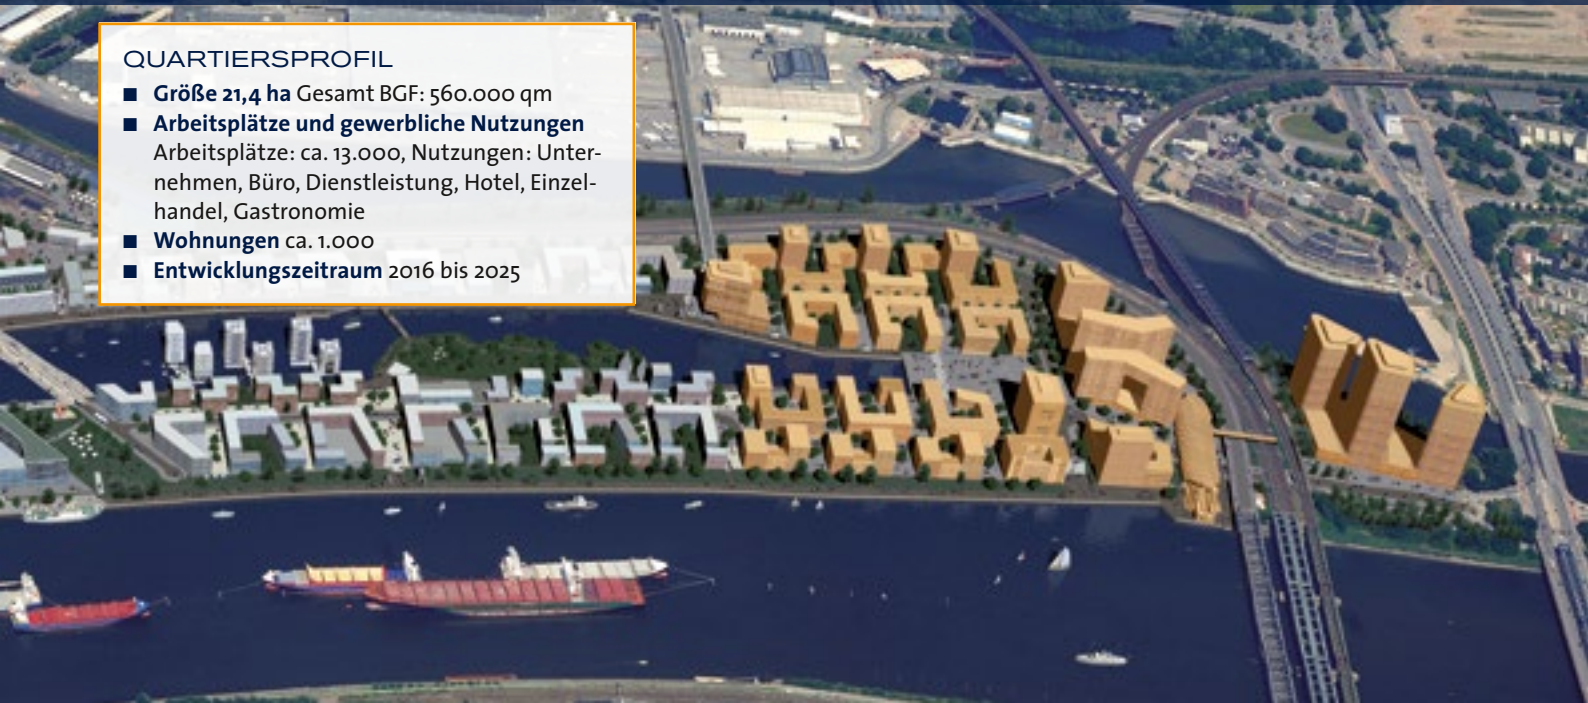 QUARTIERSPROFIL
■ Größe 21,4 ha Gesamt BGF: 560.000 qm
■ Arbeitsplätze und gewerbliche Nutzungen
Arbeitsplätze: ca. 13.000, Nutzungen: Unter-
nehmen, Büro, Dienstleistung, Hotel, Einzel-
handel, Gastronomie
■ Wohnungen ca. 1.000
■ Entwicklungszeitraum 2016 bis 2025